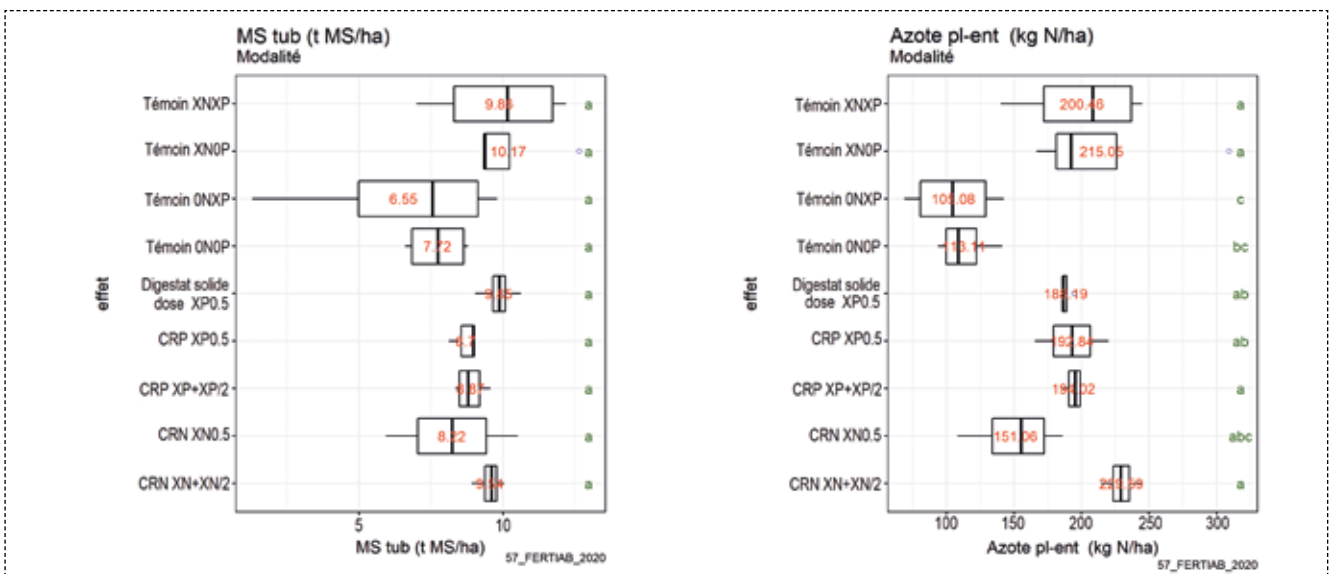 MS tub (t MS/ha)
Modalité
Témoin XNXP
a
Témoin XN0P
10.17
a
Témoin 0NXP
6.55
a
Témoin 0N0P
7.72
a
Digestat solide
dose XP0.5
a
CRP XP0.5
a
CRP XP+XP/2
a
CRN XN0.5
8.22
a
CRN XN+XN/2
a
effet
5
10
MS tub (t MS/ha)
57_FERTIAB_2020
Azote pl-ent (kg N/ha)
Modalité
Témoin XNXP
200.46
a
Témoin XN0P
215.05
a
Témoin 0NXP
c
Témoin 0N0P
bc
Digestat solide
dose XP0.5
ab
CRP XP0.5
192.84
ab
CRP XP+XP/2
a
CRN XN0.5
151.06
abc
CRN XN+XN/2
a
effet
100
150
200
250
300
Azote pl-ent (kg N/ha)
57_FERTIAB_2020